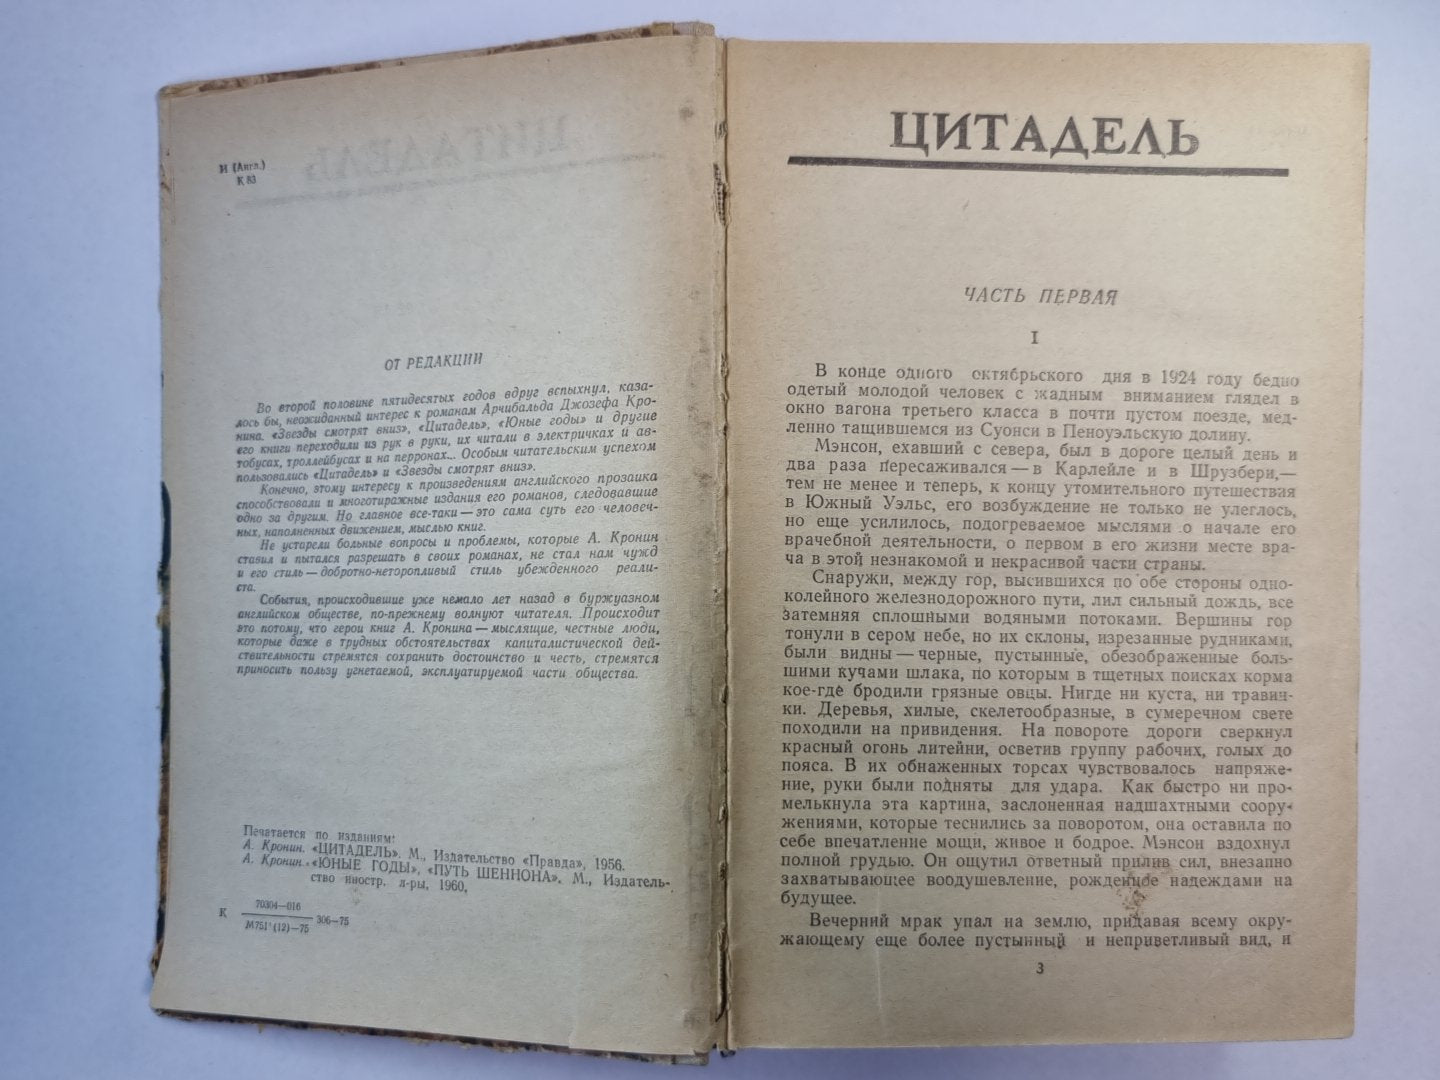 И (Англ.)
К 83
ОТ РЕДАКЦИИ
Во второй половине пятидесятых годов вдруг вспыхнул, каза-
лось бы, неожиданный интерес к романам Арчибальда Джозефа Кро-
нина. «Звезды смотрят вниз», «Цитадель», «Юные годы» и другие
его книги переходили из рук в руки, их читали в электричках и ав-
тобусах, троллейбусах и на перронах... Особым читательским успехом
пользовались «Цитадель» и «Звезды смотрят вниз».
Конечно, этому интересу к произведениям английского прозаика
способствовали и многотиражные издания его романов, следовавшие
одно за другим. Но главное все-таки — это сама суть его человеч-
ных, наполненных движением, мыслью книг.
Не устарели больные вопросы и проблемы, которые А. Кронин
ставил и пытался разрешать в своих романах, не стал нам чужд
и его стиль — добротно-неторопливый стиль убежденного реали-
ста.
События, происходившие уже немало лет назад в буржуазном
английском обществе, по-прежнему волнуют читателя. Происходит
это потому, что герои книг А. Кронина — мыслящие, честные люди,
которые даже в трудных обстоятельствах капиталистической дей-
ствительности стремятся сохранить достоинство и честь, стремятся
приносить пользу угнетаемой, эксплуатируемой части общества.
Печатается по изданиям:
А. Кронин. «ЦИТАДЕЛЬ». М., Издательство «Правда», 1956.
А. Кронин. «ЮНЫЕ ГОДЫ», «ПУТЬ ШЕННОНА». М., Издатель-
ство иностр. л-ры, 1960,
К 70304—016
М751 (12)—75 306—75
ЦИТАДЕЛЬ
ЧАСТЬ ПЕРВАЯ
I
В конце одного октябрьского дня в 1924 году бедно
одетый молодой человек с жадным вниманием глядел в
окно вагона третьего класса в почти пустом поезде, мед-
ленно тащившемся из Суонси в Пеноуэльскую долину.
Мэнсон, ехавший с севера, был в дороге целый день и
два раза пересаживался — в Карлейле и в Шрузбери,—
тем не менее и теперь, к концу утомительного путешествия
в Южный Уэльс, его возбуждение не только не улеглось,
но еще усилилось, подогреваемое мыслями о начале его
врачебной деятельности, о первом в его жизни месте вра-
ча в этой незнакомой и некрасивой части страны.
Снаружи, между гор, высившихся по обе стороны одно-
колейного железнодорожного пути, лил сильный дождь, все
затемняя сплошными водяными потоками. Вершины гор
тонули в сером небе, но их склоны, изрезанные рудниками,
были видны — черные, пустынные, обезображенные боль-
шими кучами шлака, по которым в тщетных поисках корма
кое-где бродили грязные овцы. Нигде ни куста, ни травин-
ки. Деревья, хилые, скелетообразные, в сумеречном свете
походили на привидения. На повороте дороги сверкнул
красный огонь литейни, осветив группу рабочих, голых до
пояса. В их обнаженных торсах чувствовалось напряже-
ние, руки были подняты для удара. Как быстро ни про-
мелькнула эта картина, заслоненная надшахтными соору-
жениями, которые теснились за поворотом, она оставила по
себе впечатление мощи, живое и бодрое. Мэнсон вздохнул
полной грудью. Он ощутил ответный прилив сил, внезапно
захватывающее воодушевление, рожденное надеждами на
будущее.
Вечерний мрак упал на землю, придавая всему окру-
жающему еще более пустынный и неприветливый вид, и
3